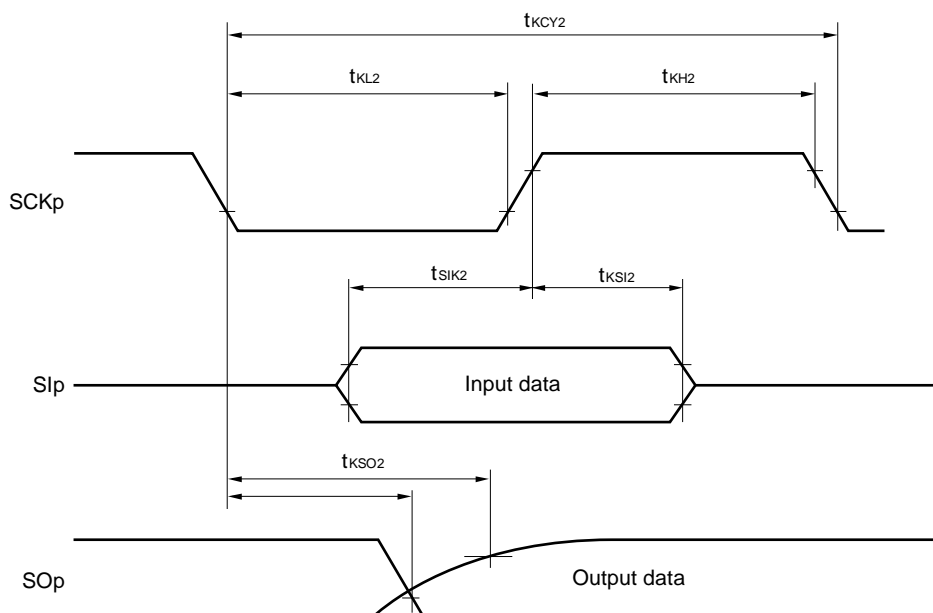 tKCY2
tKL2
tKH2
SCKp
tSIK2
tKSI2
SIp
Input data
tKSO2
SOp
Output data